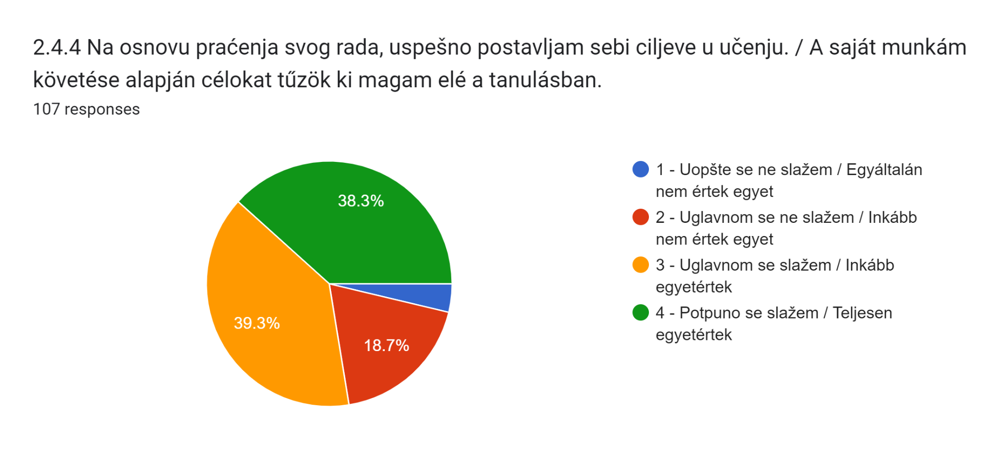 2.4.4 Na osnovu praćenja svog rada, uspešno postavljam sebi ciljeve u učenju. / A saját munkám
követése alapján célokat tűzök ki magam elé a tanulásban.
107 responses
38.3%
39.3%
18.7%
1 - Uopšte se ne slažem / Egyáltalán
nem értek egyet
2 - Uglavnom se ne slažem / Inkább
nem értek egyet
3 - Uglavnom se slažem / Inkább
egyetértek
4 - Potpuno se slažem / Teljesen
egyetértek